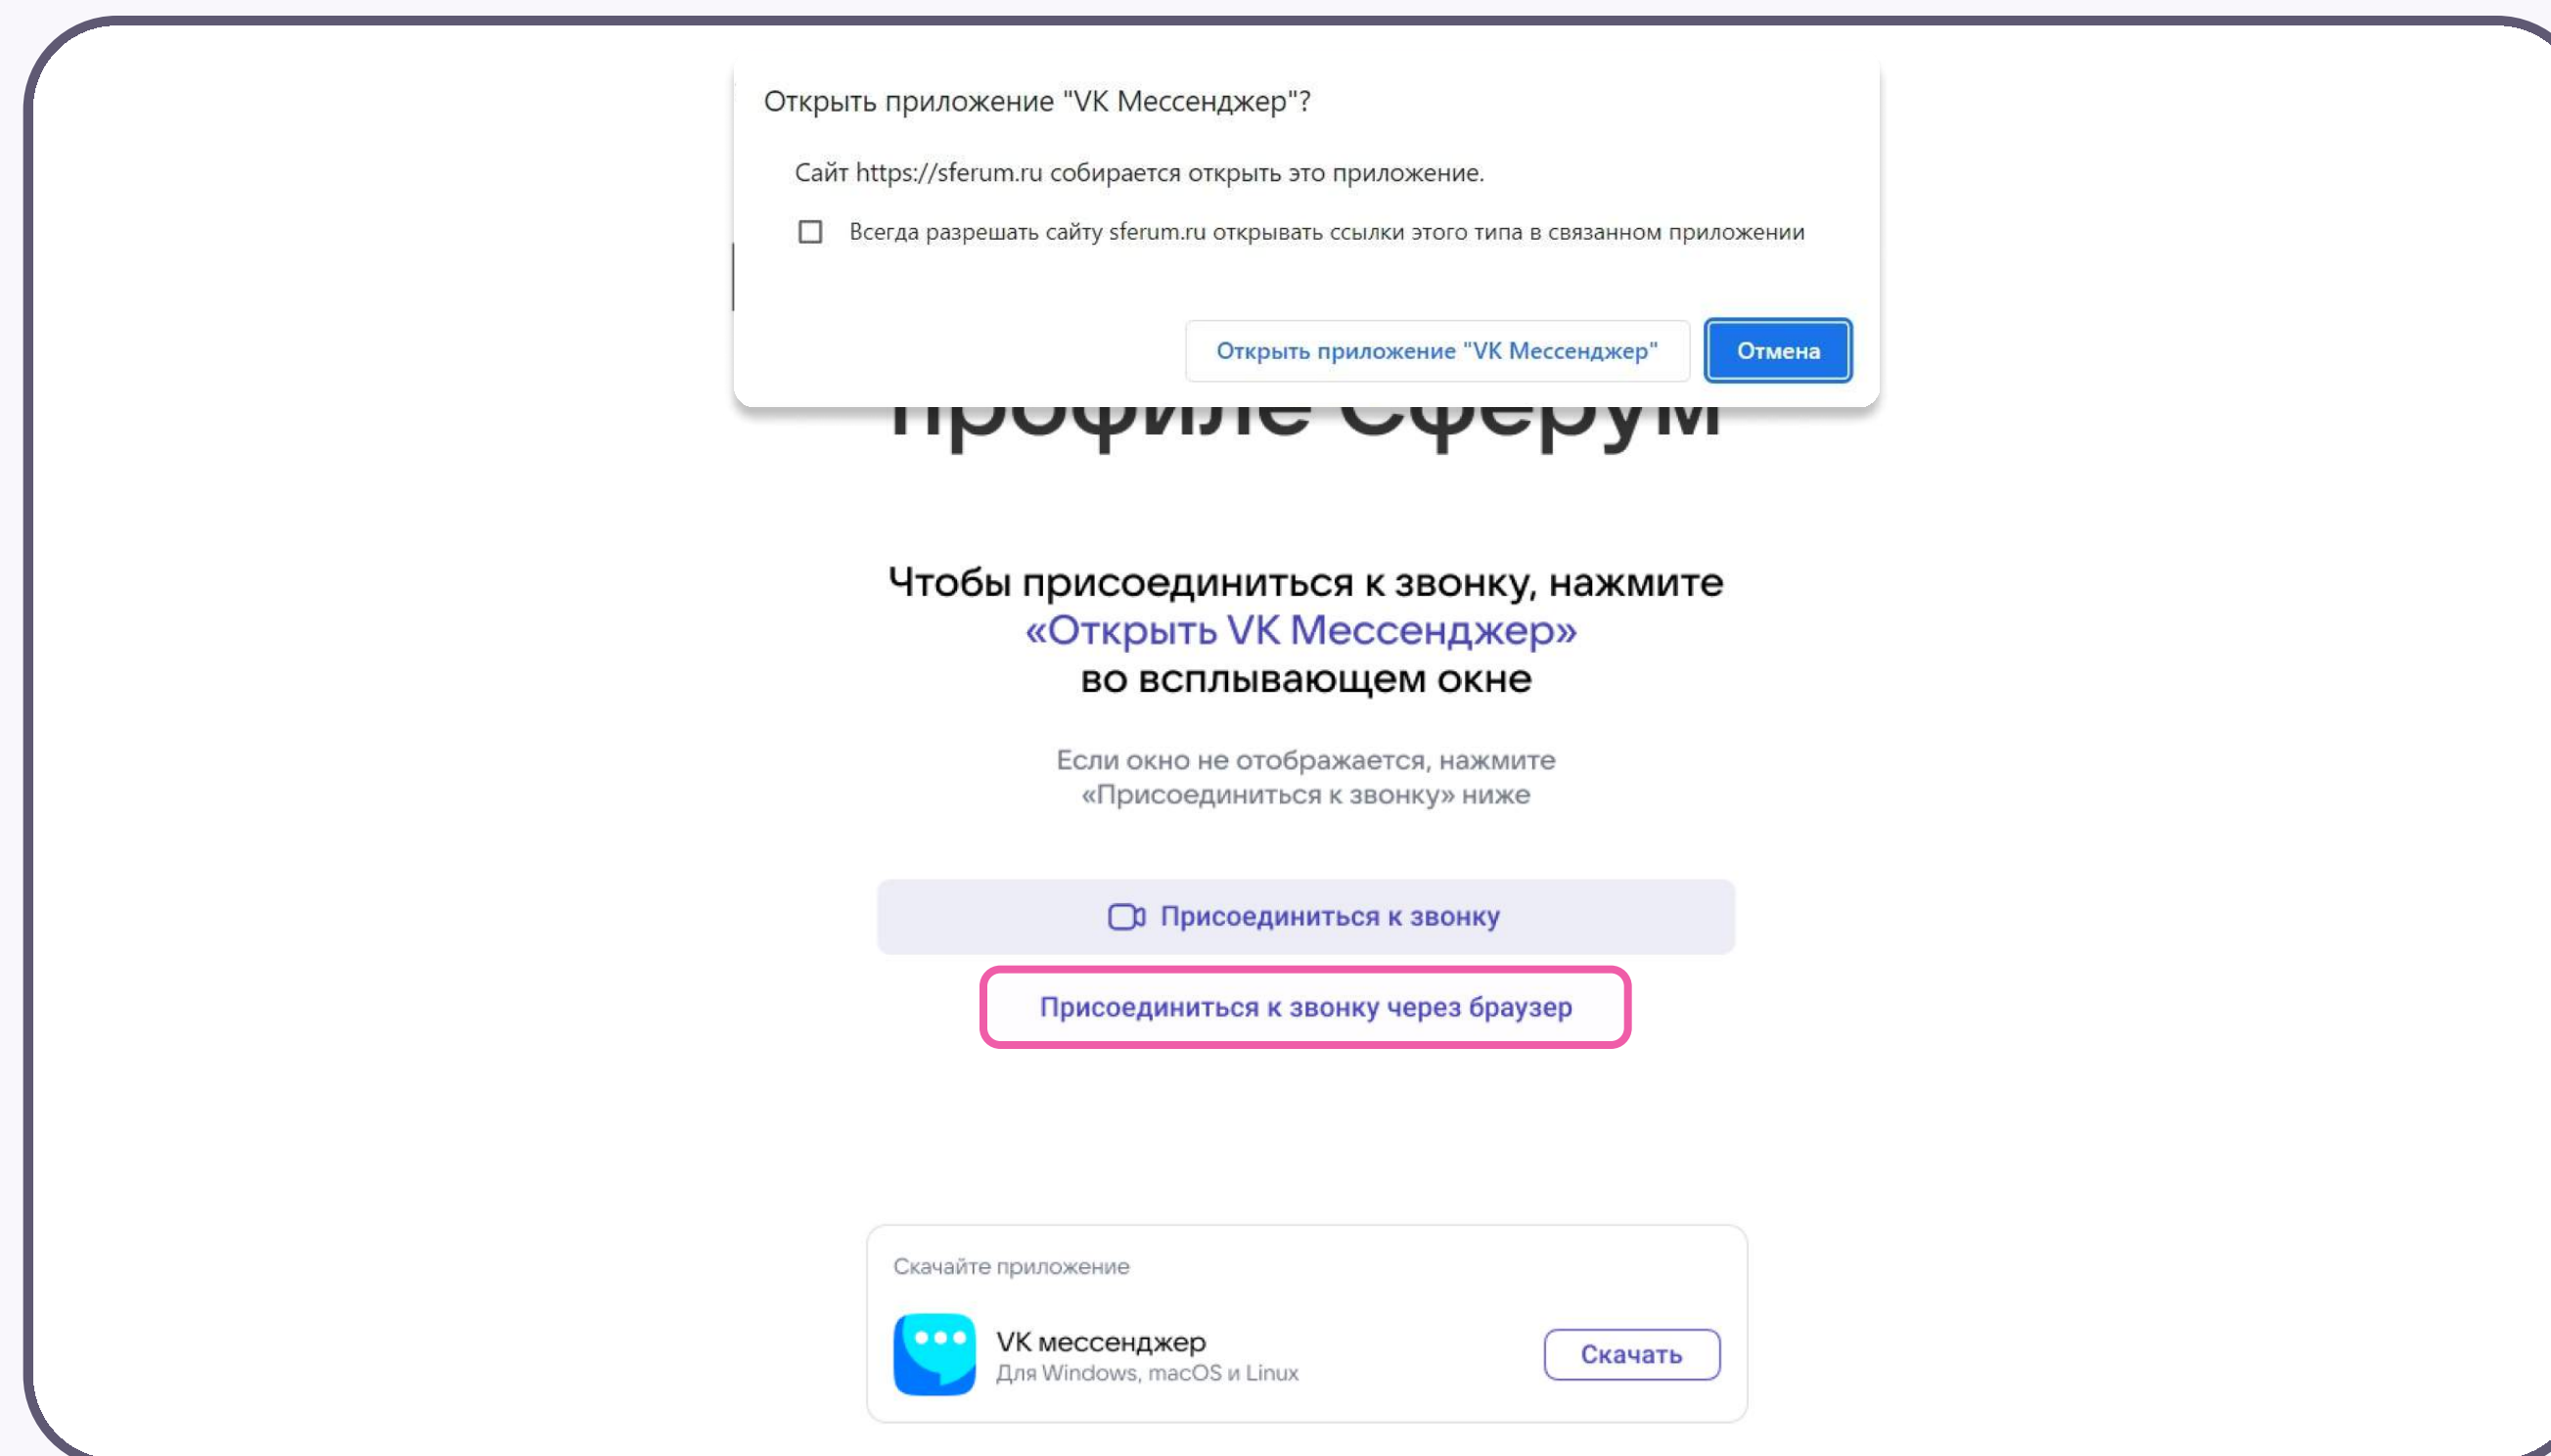 Открыть приложение "VK Мессенджер"?
Сайт https://sferum.ru собирается открыть это приложение.
Всегда разрешать сайту sferum.ru открывать ссылки этого типа в связанном приложении
Открыть приложение "VK Мессенджер"
Отмена
профиле Сферум
Чтобы присоединиться к звонку, нажмите
«Открыть VK Мессенджер»
во всплывающем окне
Если окно не отображается, нажмите
«Присоединиться к звонку» ниже
Присоединиться к звонку
Присоединиться к звонку через браузер
Скачайте приложение
VK мессенджер
Для Windows, macOS и Linux
Скачать